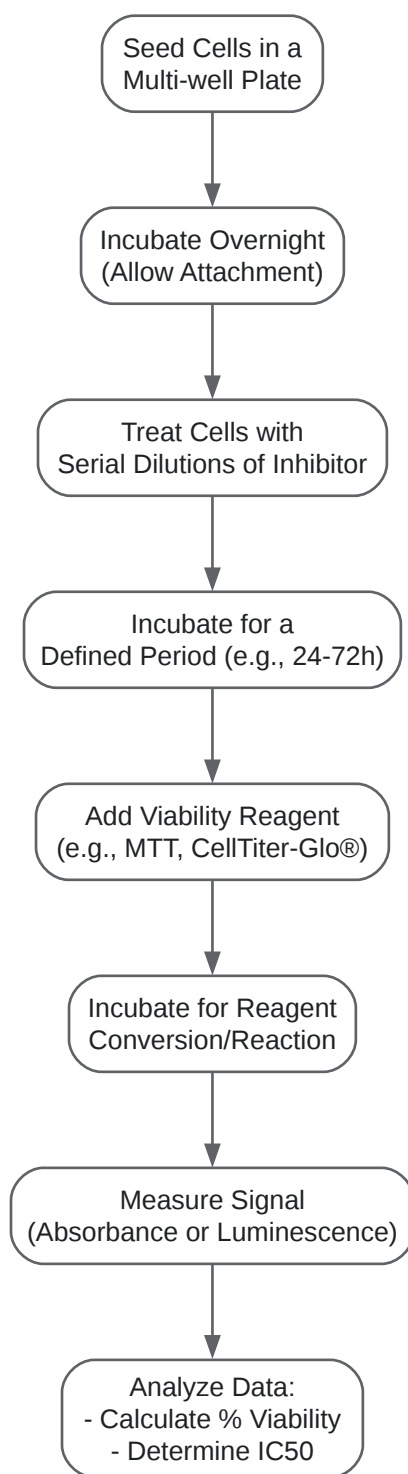 Seed Cells in a
Multi-well Plate
Incubate Overnight
(Allow Attachment)
Treat Cells with
Serial Dilutions of Inhibitor
Incubate for a
Defined Period (e.g., 24-72h)
Add Viability Reagent
(e.g., MTT, CellTiter-Glo®)
Incubate for Reagent
Conversion/Reaction
Measure Signal
(Absorbance or Luminescence)
Analyze Data:
- Calculate % Viability
- Determine IC50